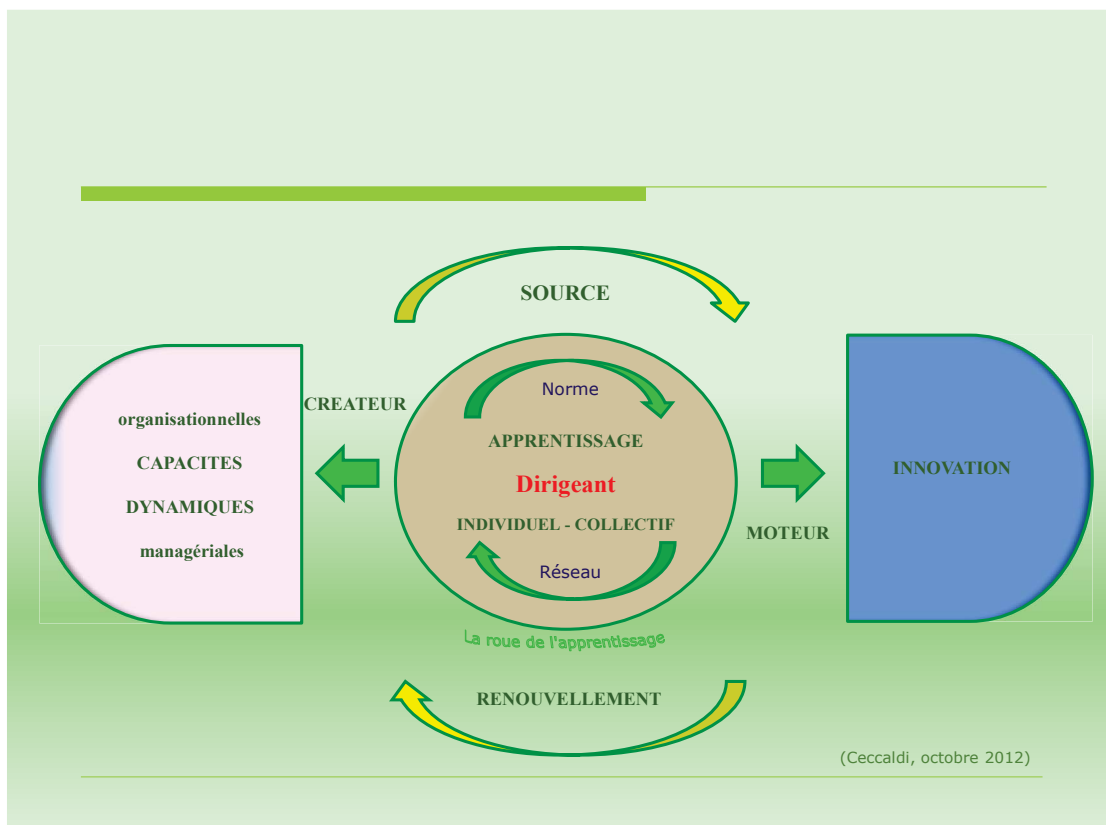 SOURCE
CREATEUR
organisationnelles
CAPACITES
DYNAMIQUES
managériales
Norme
APPRENTISSAGE
Dirigeant
INDIVIDUEL - COLLECTIF
Réseau
La roue de l'apprentissage
MOTEUR
INNOVATION
RENOUVELLEMENT
(Ceccaldi, octobre 2012)